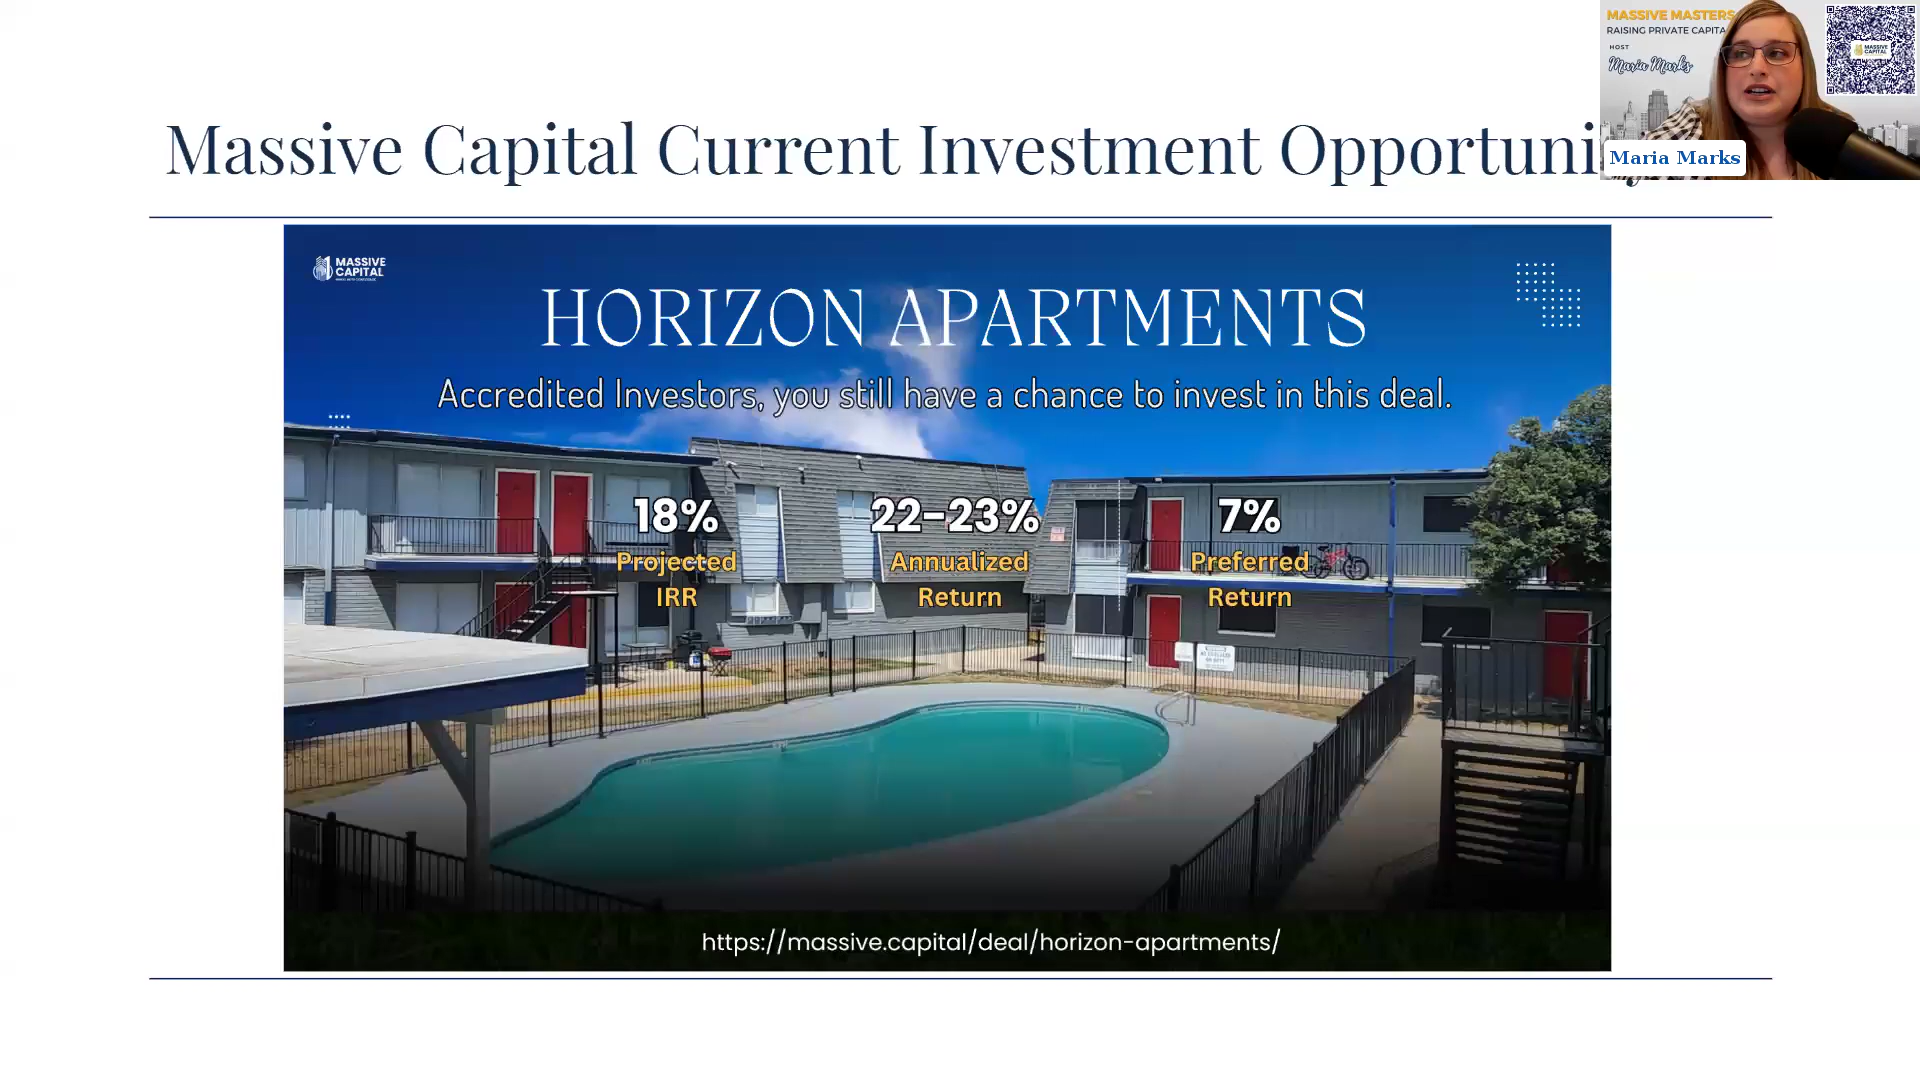 Massive Capital Current Investment Opportuni
MASSIVE MASTERS
RAISING PRIVATE CAPITA
HOST
Maria Marks
MASSIVE
CAPITAL
Maria Marks
MASSIVE
CAPITAL
HORIZON APARTMENTS
Accredited Investors, you still have a chance to invest in this deal.
18%
Projected
IRR
22-23%
Annualized
Return
7%
Preferred
Return
https://massive.capital/deal/horizon-apartments/